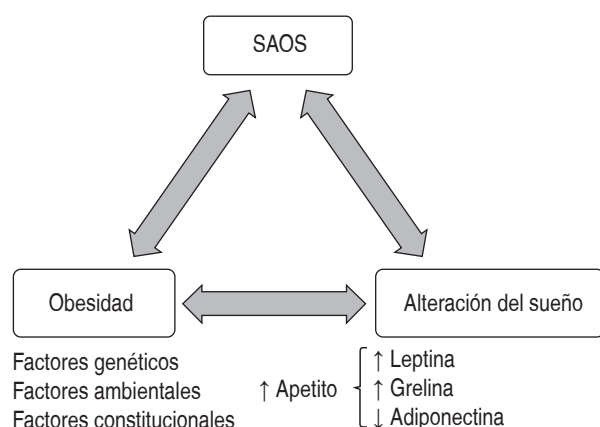 SAOS
Obesidad
Alteración del sueño
Factores genéticos
Factores ambientales
Factores constitucionales
↑ Apetito
↑ Leptina
↑ Grelina
↓ Adiponectina